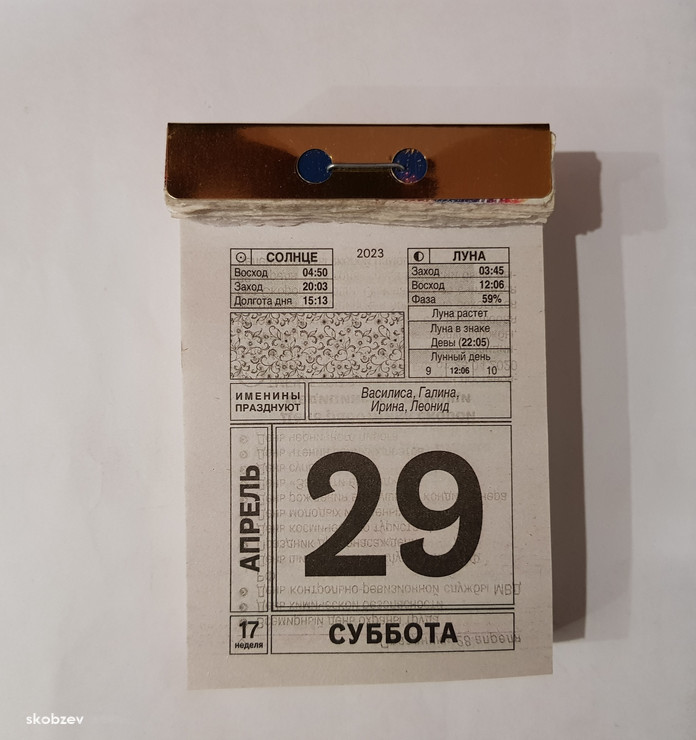 2023
СОЛНЦЕ
Восход 04:50
Заход 20:03
Долгота дня 15:13
ЛУНА
Заход 03:45
Восход 12:06
Фаза 59%
Луна растет
Луна в знаке
Девы (22:05)
Лунный день
9 12:06 10
ИМЕНИНЫ
ПРАЗДНУЮТ
Василиса, Галина,
Ирина, Леонид
АПРЕЛЬ
29
17
неделя
СУББОТА
skobzev